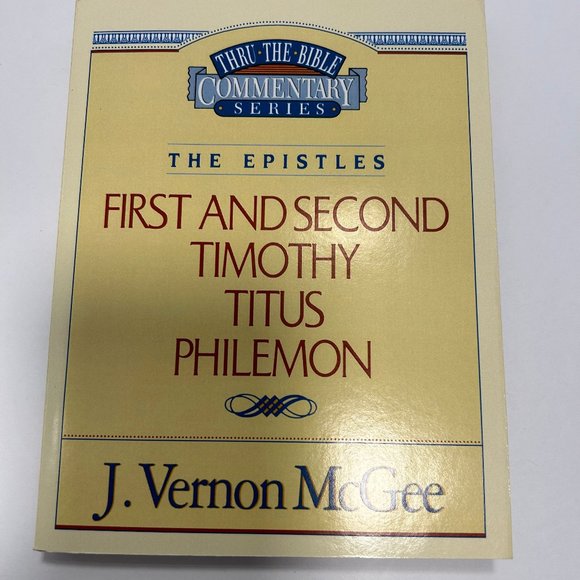 THRU·THE·BIBLE
COMMENTARY
·SERIES·
THE EPISTLES
FIRST AND SECOND
TIMOTHY
TITUS
PHILEMON
J. Vernon McGee